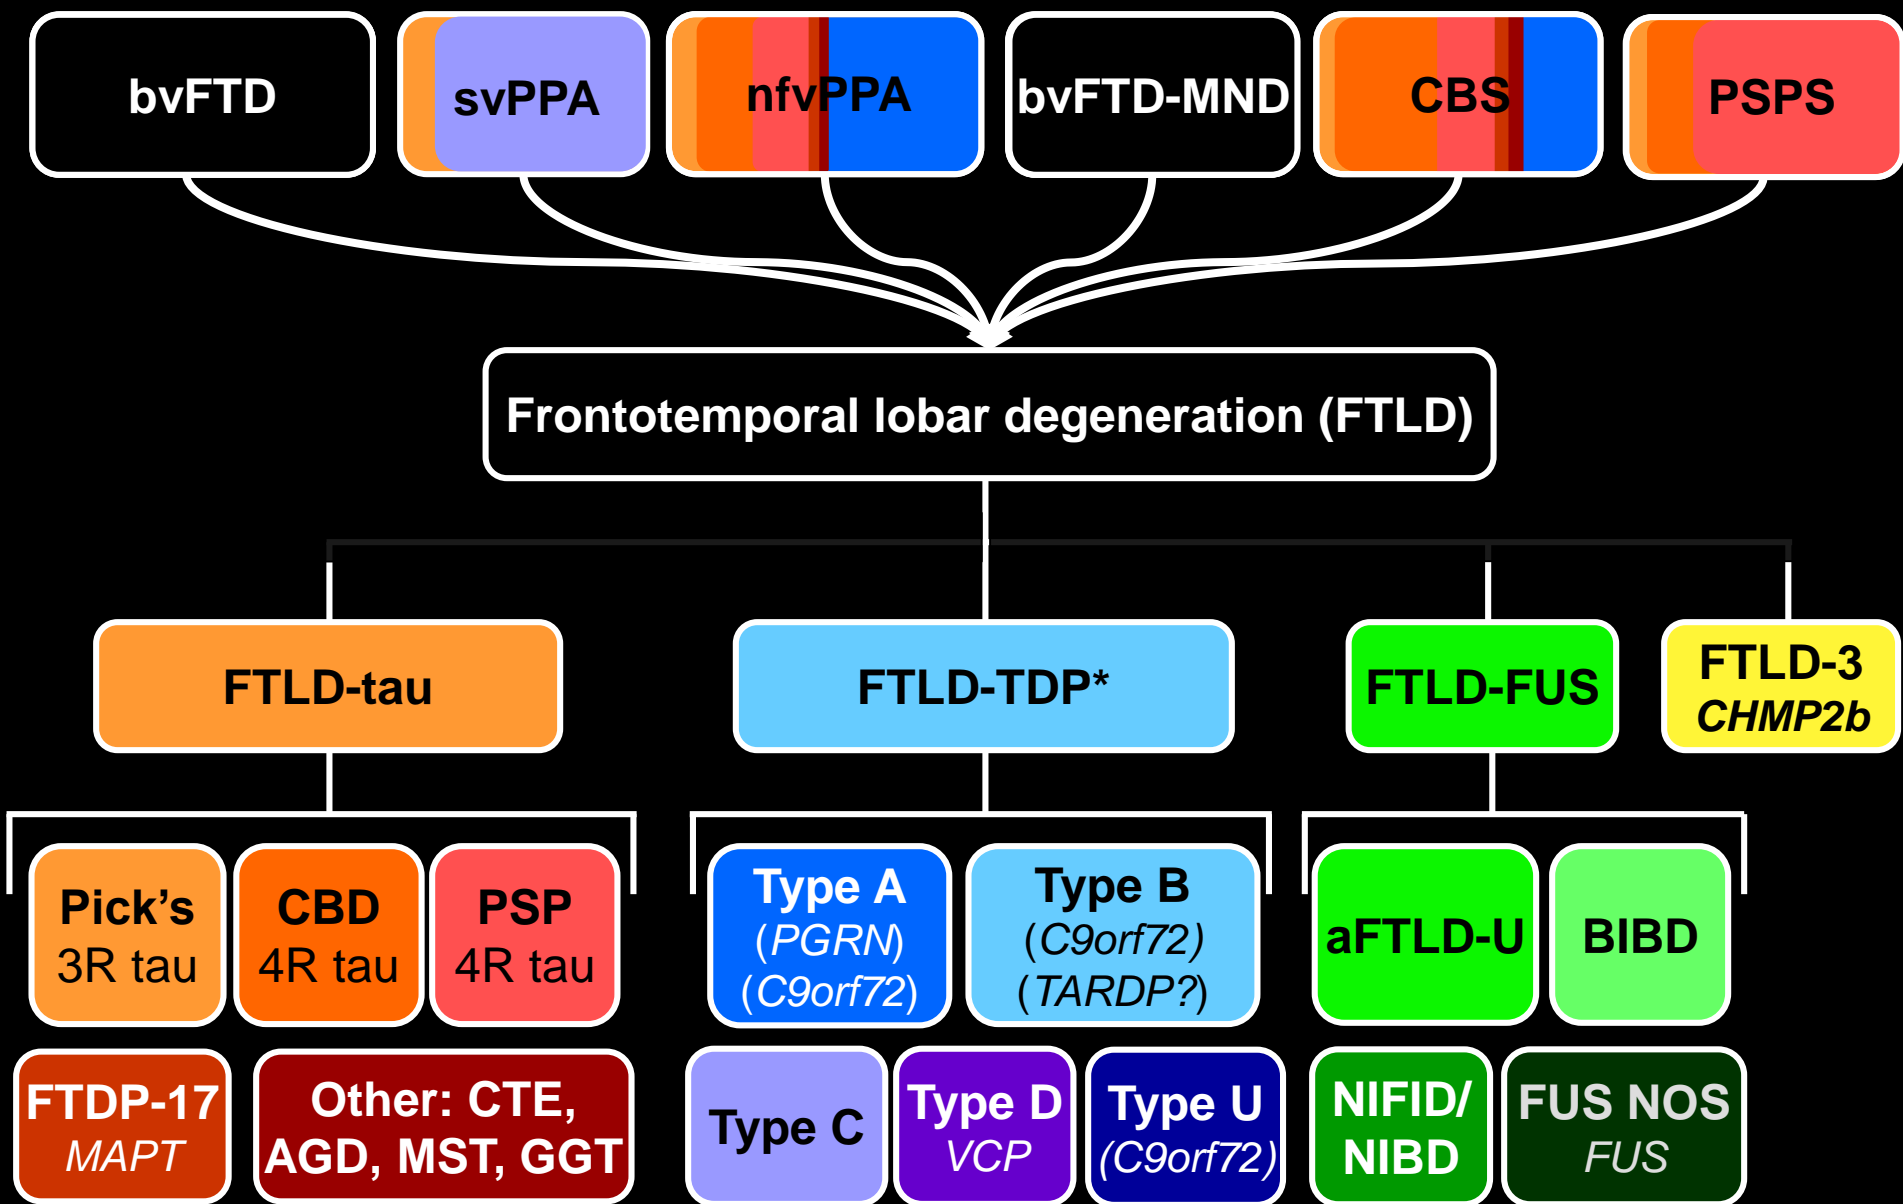 bvFTD
svPPA
nfvPPA
bvFTD-MND
CBS
PSPS
Frontotemporal lobar degeneration (FTLD)
FTLD-tau
FTLD-TDP*
FTLD-FUS
FTLD-3
CHMP2b
Pick’s
3R tau
CBD
4R tau
PSP
4R tau
Type A
(PGRN)
(C9orf72)
Type B
(C9orf72)
(TARDP?)
aFTLD-U
BIBD
FTDP-17
MAPT
Other: CTE,
AGD, MST, GGT
Type C
Type D
VCP
Type U
(C9orf72)
NIFID/
NIBD
FUS NOS
FUS